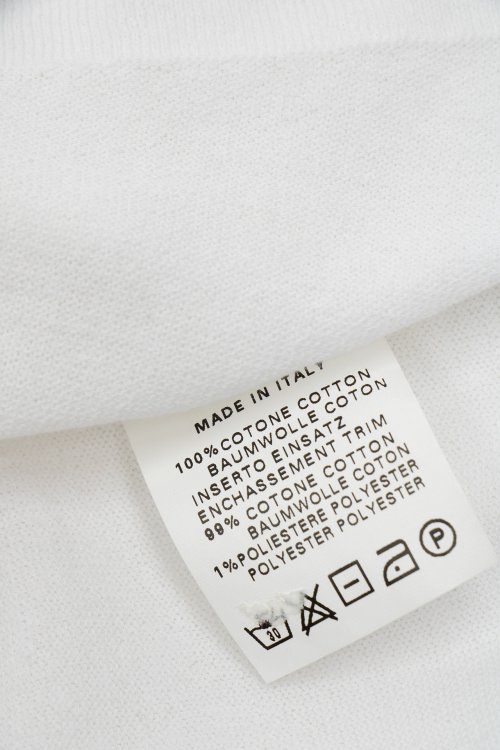 MADE IN ITALY
100% COTONE COTTON
BAUMWOLLE COTON
INSERTO EINSATZ
ENCHASSEMENT TRIM
99% COTONE COTTON
BAUMWOLLE COTON
1% POLIESTERE POLYESTER
POLYESTER POLYESTER
30
P